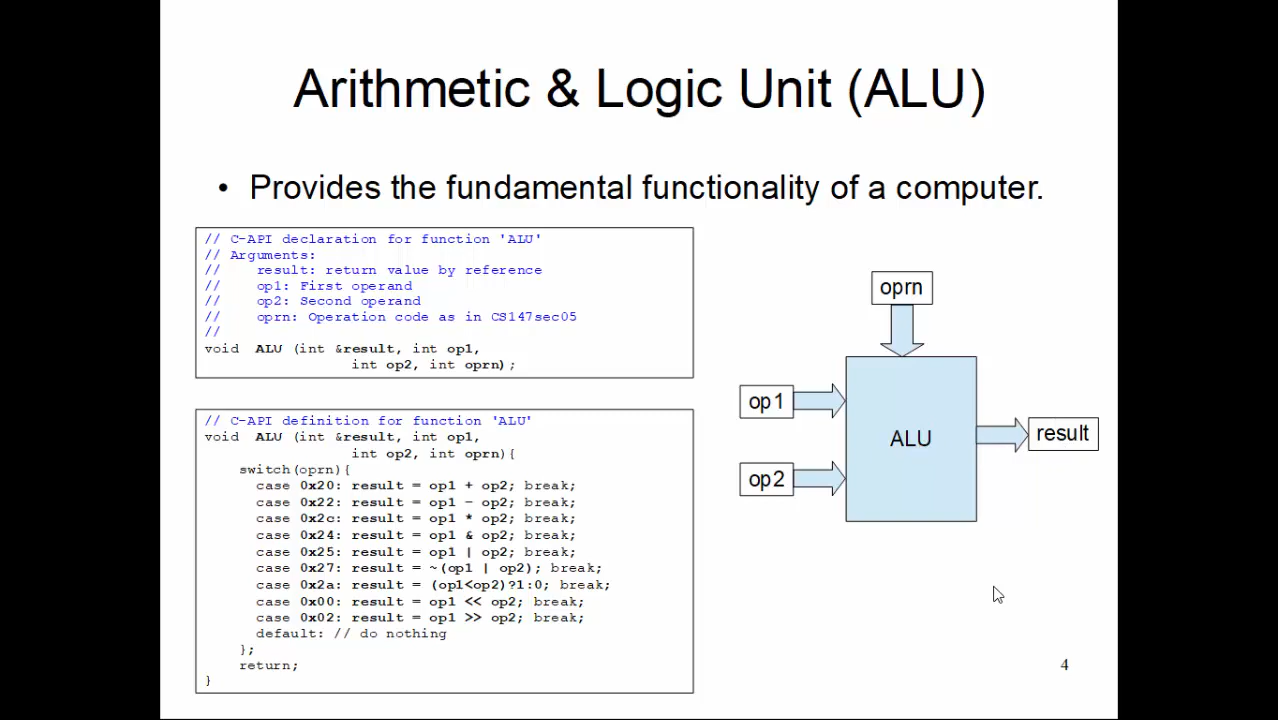 Arithmetic & Logic Unit (ALU)
• Provides the fundamental functionality of a computer.
// C-API declaration for function 'ALU'
// Arguments:
//    result: return value by reference
//    op1: First operand
//    op2: Second operand
//    oprn: Operation code as in CS147sec05
//
void  ALU (int &result, int op1,
                 int op2, int oprn);
// C-API definition for function 'ALU'
void  ALU (int &result, int op1,
                 int op2, int oprn){
    switch(oprn){
      case 0x20: result = op1 + op2; break;
      case 0x22: result = op1 - op2; break;
      case 0x2c: result = op1 * op2; break;
      case 0x24: result = op1 & op2; break;
      case 0x25: result = op1 | op2; break;
      case 0x27: result = ~(op1 | op2); break;
      case 0x2a: result = (op1<op2)?1:0; break;
      case 0x00: result = op1 << op2; break;
      case 0x02: result = op1 >> op2; break;
      default: // do nothing
    };
    return;
}
oprn
op1
ALU
result
op2
4